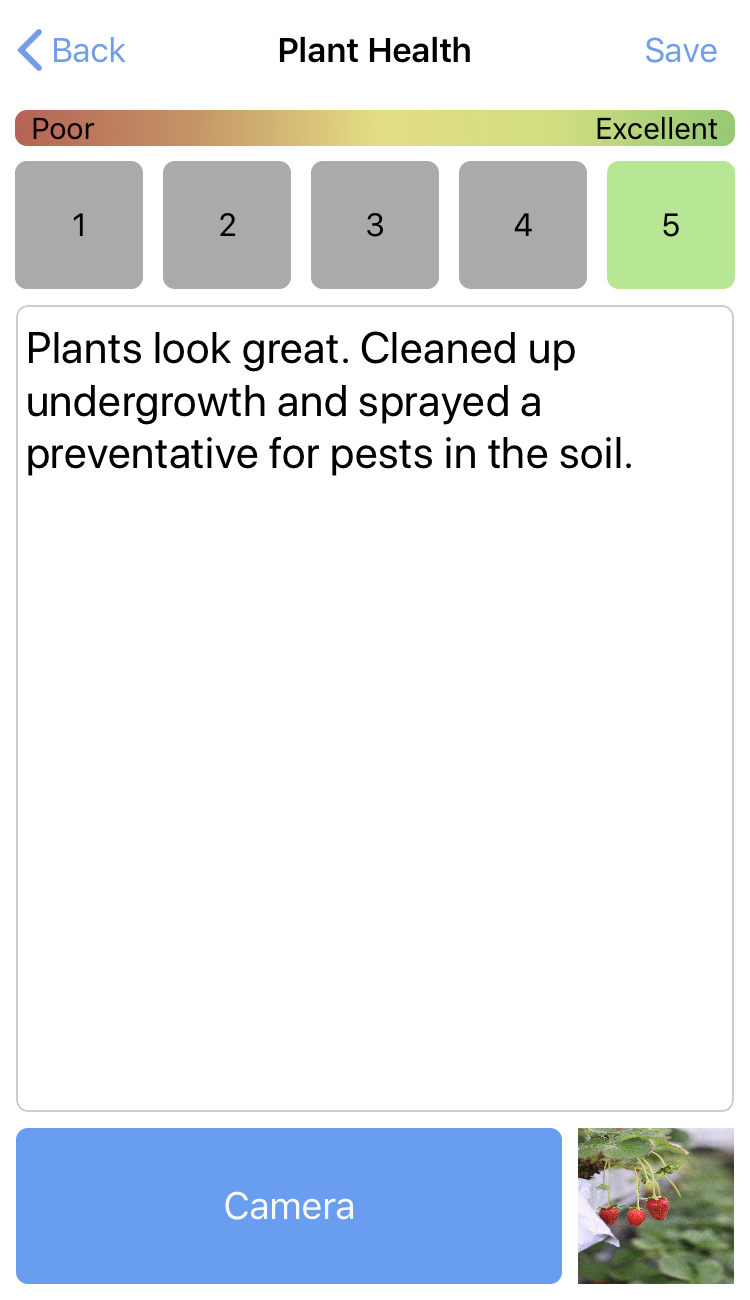 Back
Plant Health
Save
Poor
Excellent
1
2
3
4
5
Plants look great. Cleaned up
undergrowth and sprayed a
preventative for pests in the soil.
Camera